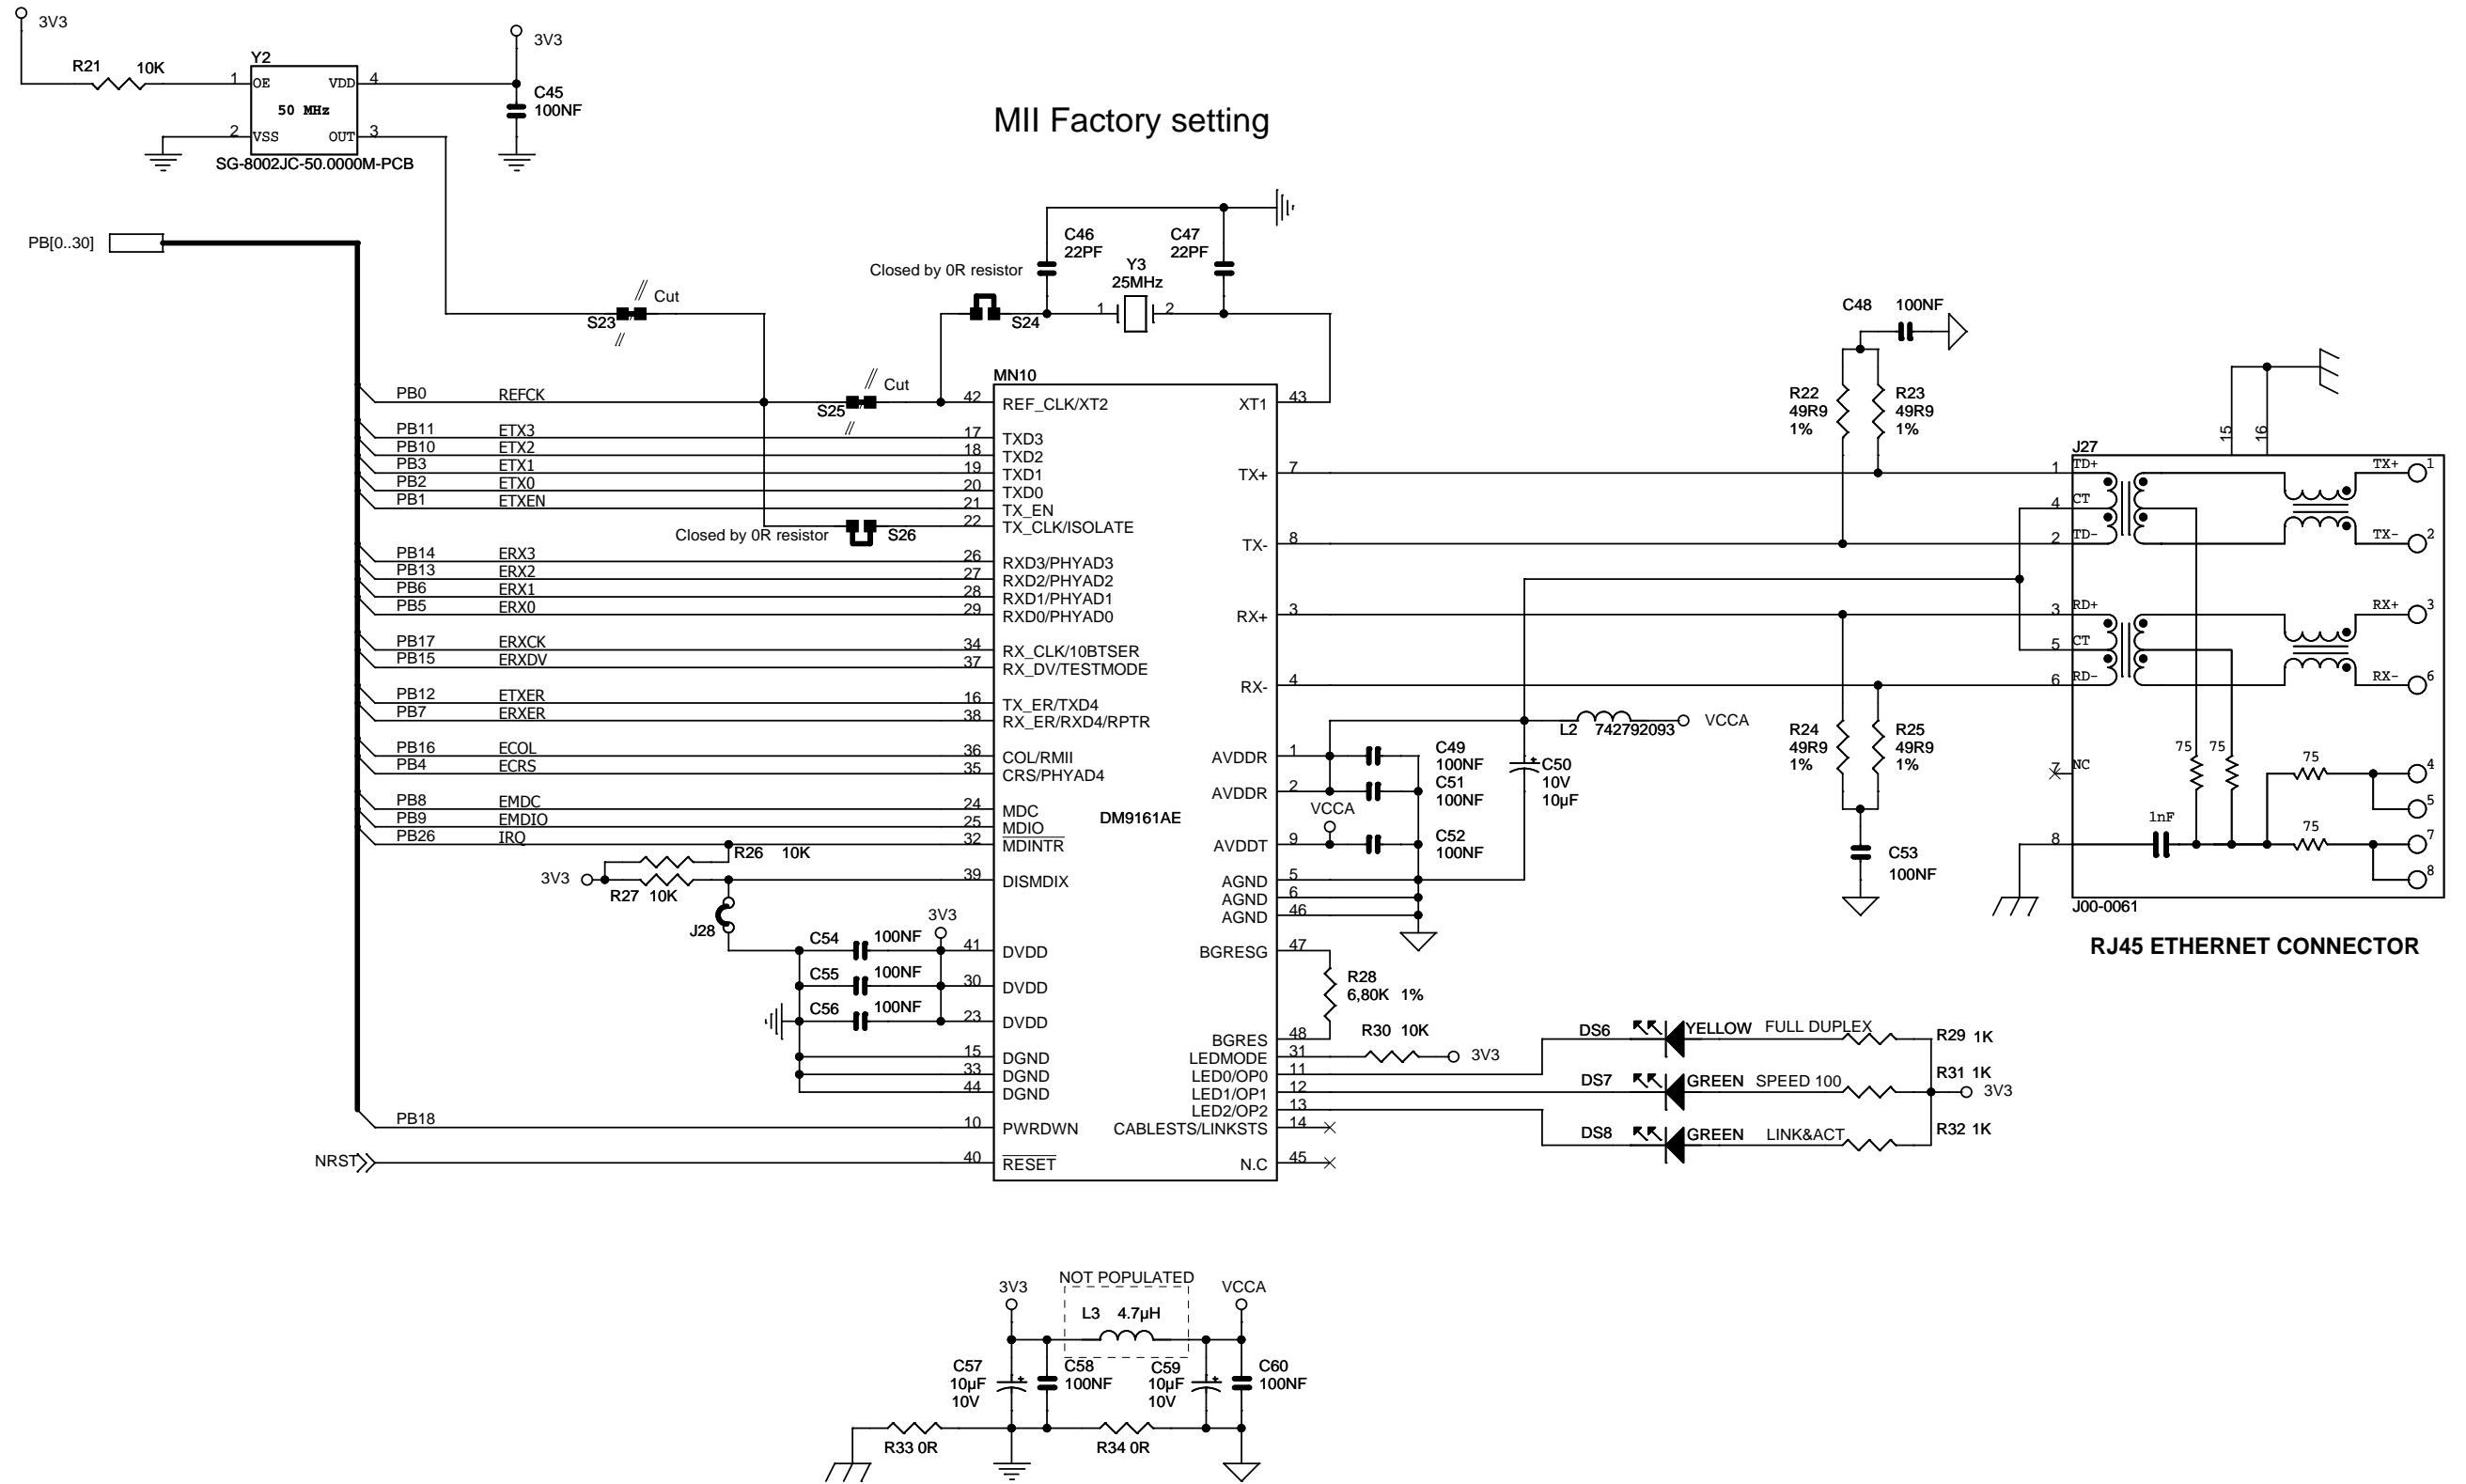 3V3
3V3
R21 10K
Y2
1 OE VDD 4
50 MHz
2 VSS OUT 3
SG-8002JC-50.0000M-PCB
C45
100NF
MII Factory setting
PB[0..30]
C46
22PF
C47
22PF
Closed by 0R resistor
Y3
25MHz
1 2
S24
Cut
S23
Cut
S25
C48 100NF
MN10
PB0 REFCK 42 REF_CLK/XT2
XT1 43
PB11 ETX3 17 TXD3
PB10 ETX2 18 TXD2
PB3 ETX1 19 TXD1
PB2 ETX0 20 TXD0
PB1 ETXEN 21 TX_EN
22 TX_CLK/ISOLATE
Closed by 0R resistor S26
PB14 ERX3 26 RXD3/PHYAD3
PB13 ERX2 27 RXD2/PHYAD2
PB6 ERX1 28 RXD1/PHYAD1
PB5 ERX0 29 RXD0/PHYAD0
PB17 ERXCK 34 RX_CLK/10BTSER
PB15 ERXDV 37 RX_DV/TESTMODE
PB12 ETXER 16 TX_ER/TXD4
PB7 ERXER 38 RX_ER/RXD4/RPTR
PB16 ECOL 36 COL/RMII
PB4 ECRS 35 CRS/PHYAD4
PB8 EMDC 24 MDC
PB9 EMDIO 25 MDIO
PB26 IRQ 32 MDINTR
DM9161AE
R26 10K
3V3
R27 10K
39 DISMDIX
J28
3V3
C54 100NF 41 DVDD
C55 100NF 30 DVDD
C56 100NF 23 DVDD
15 DGND
33 DGND
44 DGND
PB18 10 PWRDWN
NRST 40 RESET
TX+ 7
TX- 8
RX+ 3
RX- 4
AVDDR 1
AVDDR 2
AVDDT 9
AGND 5
AGND 6
AGND 46
BGRESG 47
BGRES 48
LEDMODE 31
LED0/OP0 11
LED1/OP1 12
LED2/OP2 13
CABLESTS/LINKSTS 14
N.C 45
L2 742792093 VCCA
C49
100NF
C51
100NF
VCCA
C52
100NF
C50
10V
10µF
R28
6,80K 1%
R30 10K 3V3
R22
49R9
1%
R23
49R9
1%
R24
49R9
1%
R25
49R9
1%
C53
100NF
15
16
J27
1 TD+ TX+ 1
4 CT
2 TD- TX- 2
3 RD+ RX+ 3
5 CT
6 RD- RX- 6
75 75
7 NC
75 4
5
1nF
75
8 7
8
J00-0061
RJ45 ETHERNET CONNECTOR
DS6 YELLOW FULL DUPLEX R29 1K
DS7 GREEN SPEED 100 R31 1K
3V3
DS8 GREEN LINK&ACT R32 1K
NOT POPULATED
3V3 VCCA
L3 4.7µH
C57
10µF
10V
C58
100NF
C59
10µF
10V
C60
100NF
R33 0R
R34 0R